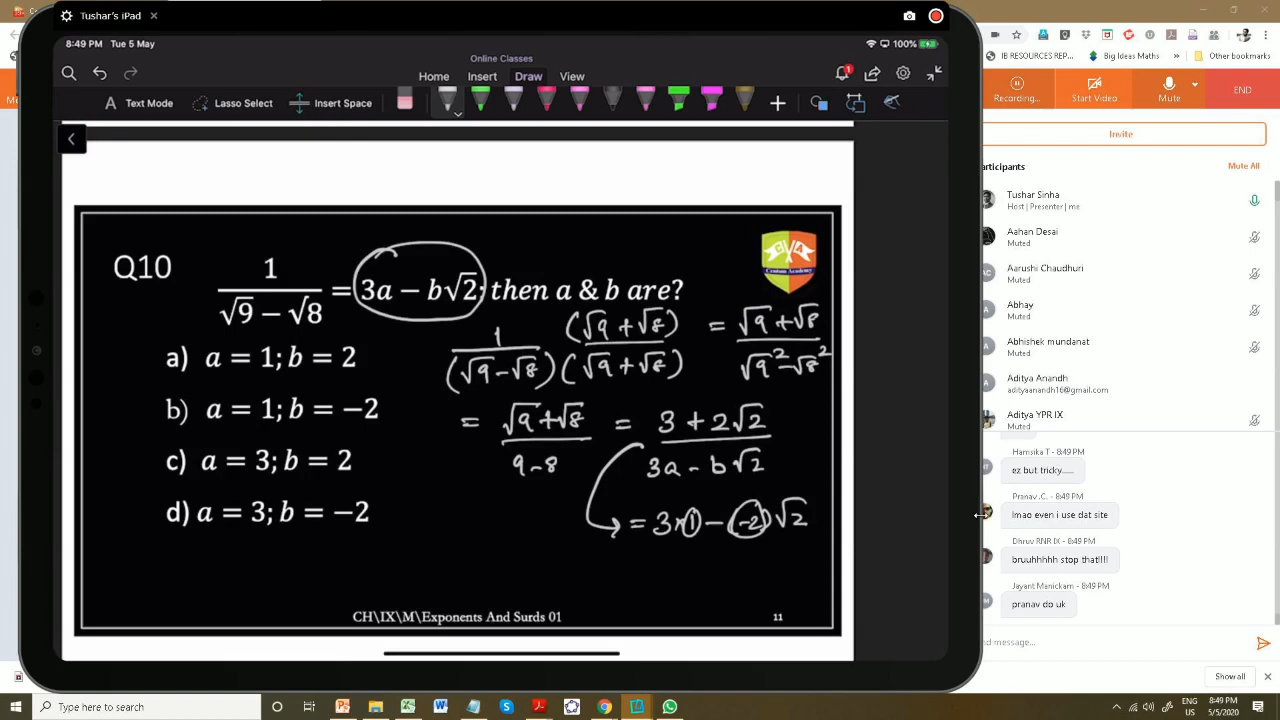 Tushar's iPad
8:49 PM Tue 5 May
100%
Online Classes
Home Insert Draw View
Text Mode Lasso Select Insert Space
Q10
1
√9 − √8
= 3a − b√2; then a & b are?
a) a = 1; b = 2
b) a = 1; b = −2
c) a = 3; b = 2
d) a = 3; b = −2
1 (√9 + √8) = √9 + √8
(√9 − √8) (√9 + √8) √9² − √8²
= √9 + √8 = 3 + 2√2
9 − 8 3a − b√2
= 3×1 − (−2)√2
CH\IX\M\Exponents And Surds 01
11
IB RESOURCES REP... Big Ideas Maths » Other bookmarks
Recording... Start Video Mute END
Invite
articipants Mute All
Tushar Sinha
Host | Presenter | me
Aahan Desai
Muted
AC Aarushi Chaudhuri
Muted
Abhay
Muted
A Abhishek mundanat
Muted
A Aditya Anandh
adityaanandh16@gmail.com
A Aditya YPR IX
Muted
Hamsika T - 8:49 PM
ez but tricky.....
Pranav .C. - 8:49 PM
lmao even i use dat site
Dhruv RNR IX - 8:49 PM
bruuhhhhh stop that!!!!
Jayant Manickam - 8:49 PM
pranav do uk
nd message...
Show all
Type here to search
ENG
US
8:49 PM
5/5/2020